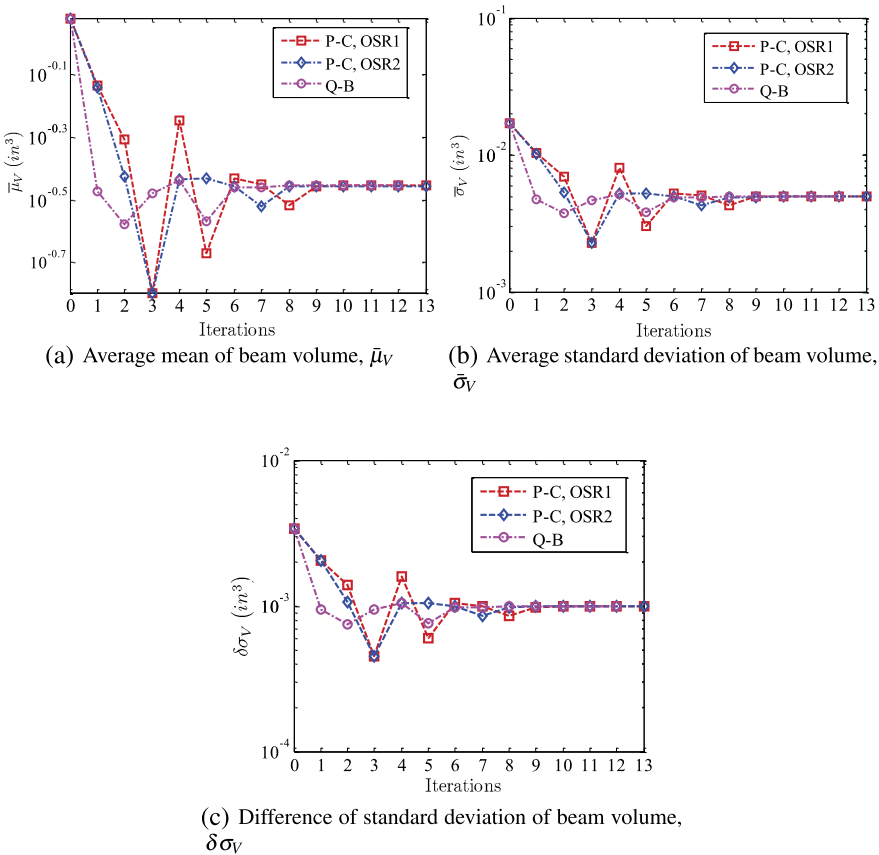 10^-0.1
10^-0.3
10^-0.5
10^-0.7
μ̄_V (in^3)
P-C, OSR1
P-C, OSR2
Q-B
0 1 2 3 4 5 6 7 8 9 10 11 12 13
Iterations
(a) Average mean of beam volume, μ̄_V
10^-1
10^-2
10^-3
σ̄_V (in^3)
P-C, OSR1
P-C, OSR2
Q-B
0 1 2 3 4 5 6 7 8 9 10 11 12 13
Iterations
(b) Average standard deviation of beam volume,
σ̄_V
10^-2
10^-3
10^-4
δσ_V (in^3)
P-C, OSR1
P-C, OSR2
Q-B
0 1 2 3 4 5 6 7 8 9 10 11 12 13
Iterations
(c) Difference of standard deviation of beam volume,
δσ_V